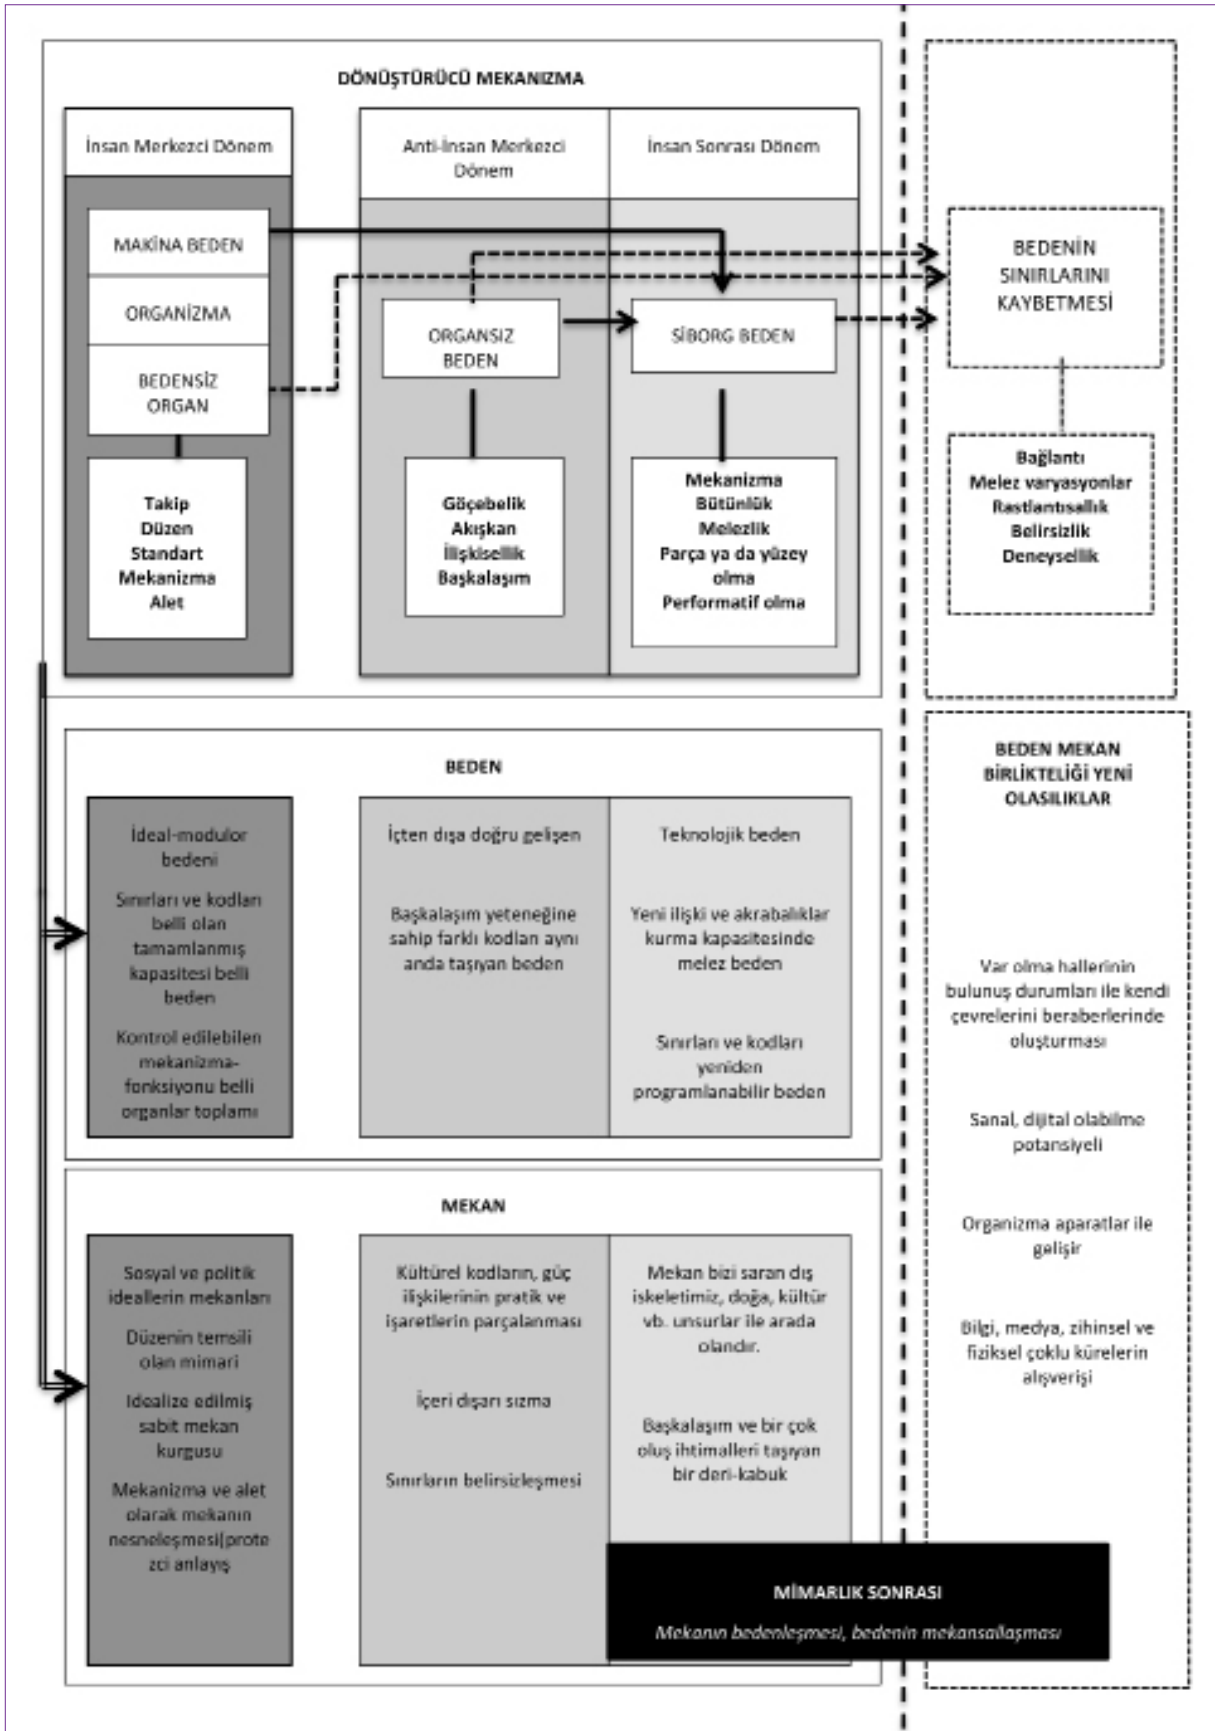 DÖNÜŞTÜRÜCÜ MEKANIZMA
İnsan Merkezci Dönem
Anti-İnsan Merkezci
Dönem
İnsan Sonrası Dönem
MAKİNA BEDEN
ORGANİZMA
BEDENSİZ
ORGAN
ORGANSIZ
BEDEN
SİBORG BEDEN
BEDENİN
SINIRLARINI
KAYBETMESİ
Takip
Düzen
Standart
Mekanizma
Alet
Göçebelik
Akışkan
İlişkisellik
Başkalaşım
Mekanizma
Bütünlük
Melezlik
Parça ya da yüzey
olma
Performatif olma
Bağlantı
Melez varyasyonlar
Rastlantısallık
Belirsizlik
Deneysellik
BEDEN
İdeal-modulor
bedeni
Sınırları ve kodları
belli olan
tamamlanmış
kapasitesi belli
beden
Kontrol edilebilen
mekanizma-
fonksiyonu belli
organlar toplamı
İçten dışa doğru gelişen
Başkalaşım yeteneğine
sahip farklı kodları aynı
anda taşıyan beden
Teknolojik beden
Yeni ilişki ve akrabalıklar
kurma kapasitesinde
melez beden
Sınırları ve kodları
yeniden
programlanabilir beden
MEKAN
Sosyal ve politik
ideallerin mekanları
Düzenin temsili
olan mimari
Idealize edilmiş
sabit mekan
kurgusu
Mekanizma ve alet
olarak mekanın
nesneleşmesi(prote
zci anlayış
Kültürel kodların, güç
ilişkilerinin pratik ve
işaretlerin parçalanması
İçeri dışarı sızma
Sınırların belirsizleşmesi
Mekan bizi saran dış
iskeletimiz, doğa, kültür
vb. unsurlar ile arada
olandır.
Başkalaşım ve bir çok
oluş ihtimalleri taşıyan
bir deri-kabuk
BEDEN MEKAN
BİRLİKTELİĞİ YENİ
OLASILIKLAR
Var olma hallerinin
bulunuş durumları ile kendi
çevrelerini beraberlerinde
oluşturması
Sanal, dijital olabilme
potansiyeli
Organizma aparatlar ile
gelişir
Bilgi, medya, zihinsel ve
fiziksel çoklu kürelerin
alışverişi
MİMARLIK SONRASI
Mekanın bedenleşmesi, bedenin mekansallaşması